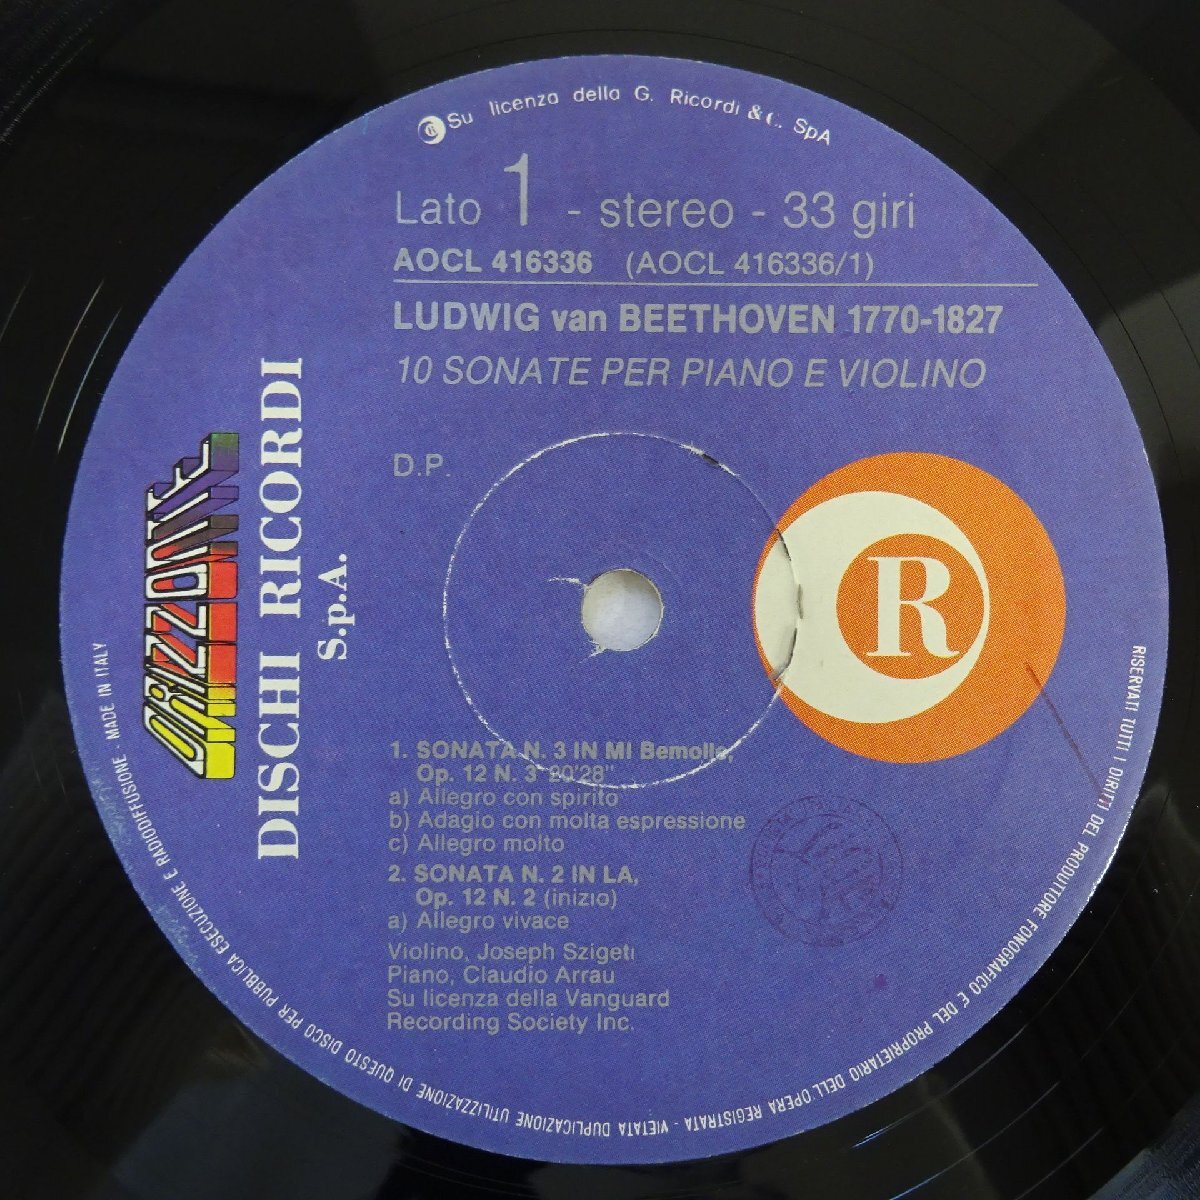 Su licenza della G. Ricordi & C. SpA
Lato 1 - stereo - 33 giri
AOCL 416336 (AOCL 416336/1)
LUDWIG van BEETHOVEN 1770-1827
10 SONATE PER PIANO E VIOLINO
D.P.
ORIZZONTE
DISCHI RICORDI
S.p.A.
R
1. SONATA N. 3 IN MI Bemolle,
Op. 12 N. 3 20'28"
a) Allegro con spirito
b) Adagio con molta espressione
c) Allegro molto
2. SONATA N. 2 IN LA,
Op. 12 N. 2 (inizio)
a) Allegro vivace
Violino, Joseph Szigeti
Piano, Claudio Arrau
Su licenza della Vanguard
Recording Society Inc.
RISERVATI TUTTI I DIRITTI DEL PRODUTTORE FONOGRAFICO E DEL PROPRIETARIO DELL'OPERA REGISTRATA - VIETATA DUPLICAZIONE UTILIZZAZIONE DI QUESTO DISCO PER PUBBLICA ESECUZIONE E RADIODIFFUSIONE - MADE IN ITALY